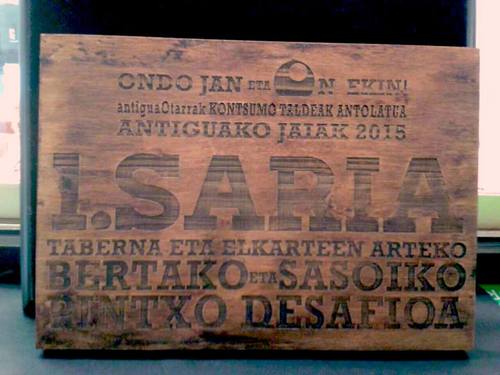 ONDO JAN ETA ON EKIN!
antiguaOtarrak KONTSUMO TALDEAK ANTOLATUA
ANTIGUAKO JAIAK 2015
1.SARIA
TABERNA ETA ELKARTEEN ARTEKO
BERTAKO ETA SASOIKO
PINTXO DESAFIOA